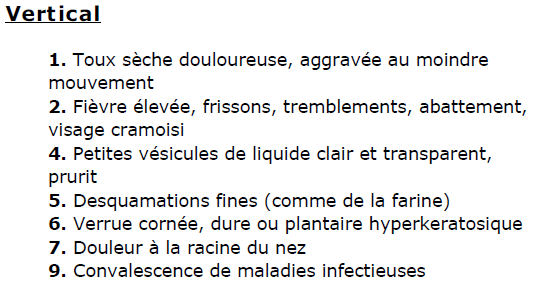 Vertical
1. Toux sèche douloureuse, aggravée au moindre
mouvement
2. Fièvre élevée, frissons, tremblements, abattement,
visage cramoisi
4. Petites vésicules de liquide clair et transparent,
prurit
5. Desquamations fines (comme de la farine)
6. Verrue cornée, dure ou plantaire hyperkeratosique
7. Douleur à la racine du nez
9. Convalescence de maladies infectieuses